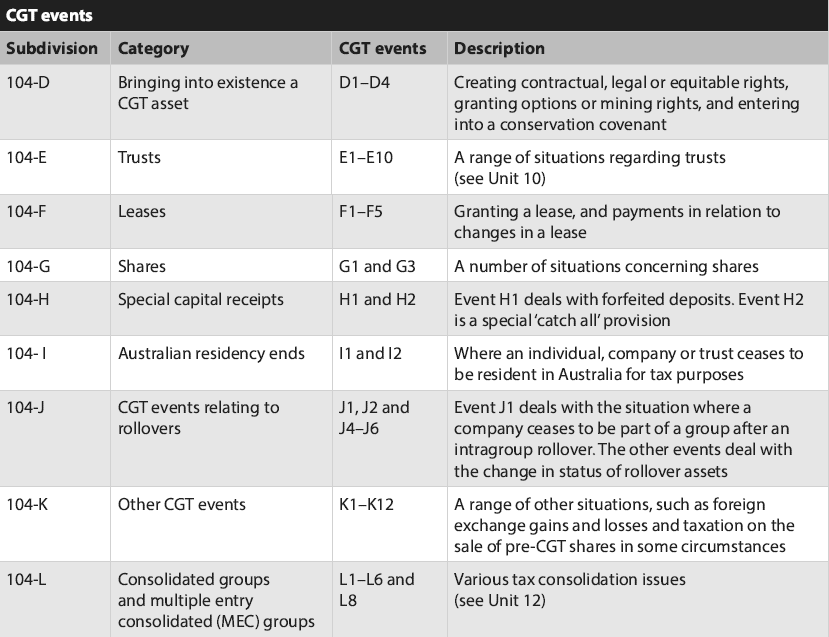 CGT events
Subdivision Category CGT events Description
104-D Bringing into existence a D1–D4 Creating contractual, legal or equitable rights,
CGT asset granting options or mining rights, and entering
into a conservation covenant
104-E Trusts E1–E10 A range of situations regarding trusts
(see Unit 10)
104-F Leases F1–F5 Granting a lease, and payments in relation to
changes in a lease
104-G Shares G1 and G3 A number of situations concerning shares
104-H Special capital receipts H1 and H2 Event H1 deals with forfeited deposits. Event H2
is a special ‘catch all’ provision
104- I Australian residency ends I1 and I2 Where an individual, company or trust ceases to
be resident in Australia for tax purposes
104-J CGT events relating to J1, J2 and Event J1 deals with the situation where a
rollovers J4–J6 company ceases to be part of a group after an
intragroup rollover. The other events deal with
the change in status of rollover assets
104-K Other CGT events K1–K12 A range of other situations, such as foreign
exchange gains and losses and taxation on the
sale of pre-CGT shares in some circumstances
104-L Consolidated groups L1–L6 and Various tax consolidation issues
and multiple entry L8 (see Unit 12)
consolidated (MEC) groups